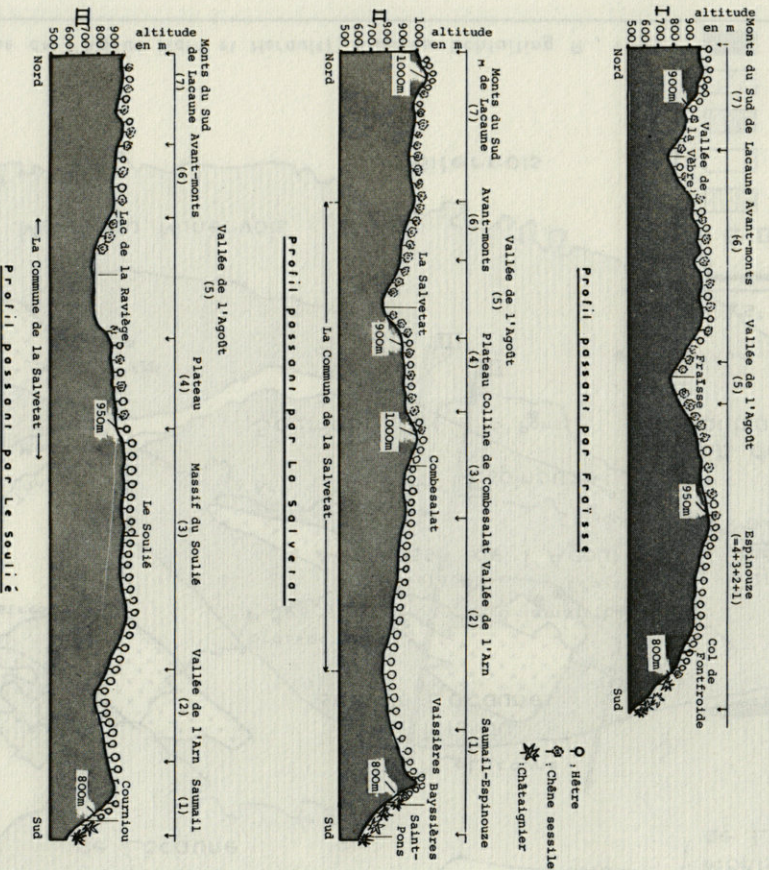 altitude
en m
Monts du Sud de Lacaune Avant-monts Vallée de l'Agoût Espinouze
(7) (6) (5) (=4+3+2+1)
I
900
800
700
600
500
900m
Vallée de
la Vèbre
Fraïsse
950m
Col de
Fontfroide
800m
Nord
Sud
Profil passant par Fraïsse
: Hêtre
: Chêne sessile
: Châtaignier
altitude
en m
Monts du Sud
de Lacaune
(7)
Avant-monts
(6)
Vallée de l'Agoût
(5)
Plateau
(4)
Colline de Combesalat
(3)
Vallée de l'Arn
(2)
Saumail-Espinouze
(1)
II
1000
900
800
700
600
500
1000m
La Salvetat
900m
1000m
Combesalat
Vaissières Bayssières
800m
Saint-
Pons
Nord
Sud
La Commune de la Salvetat
Profil passant par La Salvetat
altitude
en m
Monts du Sud
de Lacaune
(7)
Avant-monts
(6)
Vallée de l'Agoût
(5)
Plateau
(4)
Massif du Soulié
(3)
Vallée de l'Arn
(2)
Saumail
(1)
III
900
800
700
600
500
Lac de la Raviège
950m
Le Soulié
Courniou
800m
Nord
Sud
La Commune de la Salvetat
Profil passant par Le Soulié